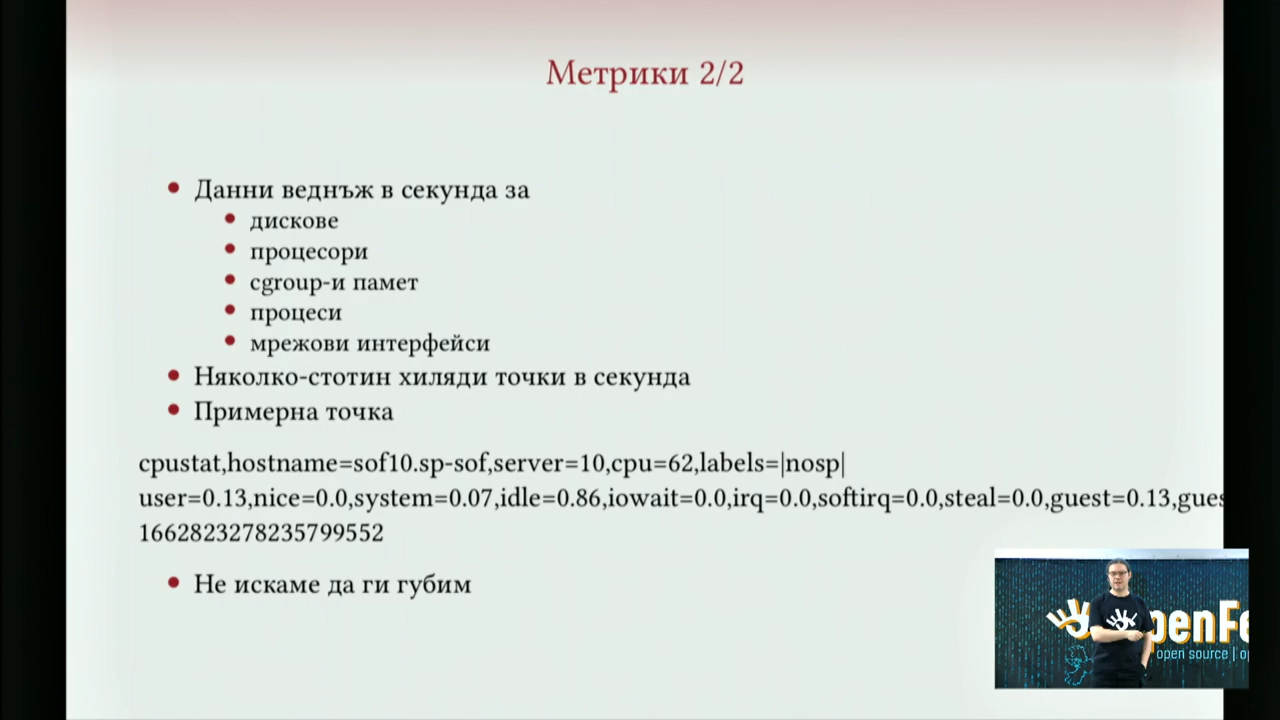 Метрики 2/2
Данни веднъж в секунда за
дискове
процесори
cgroup-и памет
процеси
мрежови интерфейси
Няколко-стотин хиляди точки в секунда
Примерна точка
cpustat,hostname=sof10.sp-sof,server=10,cpu=62,labels=|nosp|
user=0.13,nice=0.0,system=0.07,idle=0.86,iowait=0.0,irq=0.0,softirq=0.0,steal=0.0,guest=0.13,gues
1662823278235799552
Не искаме да ги губим
penFe
open source | op